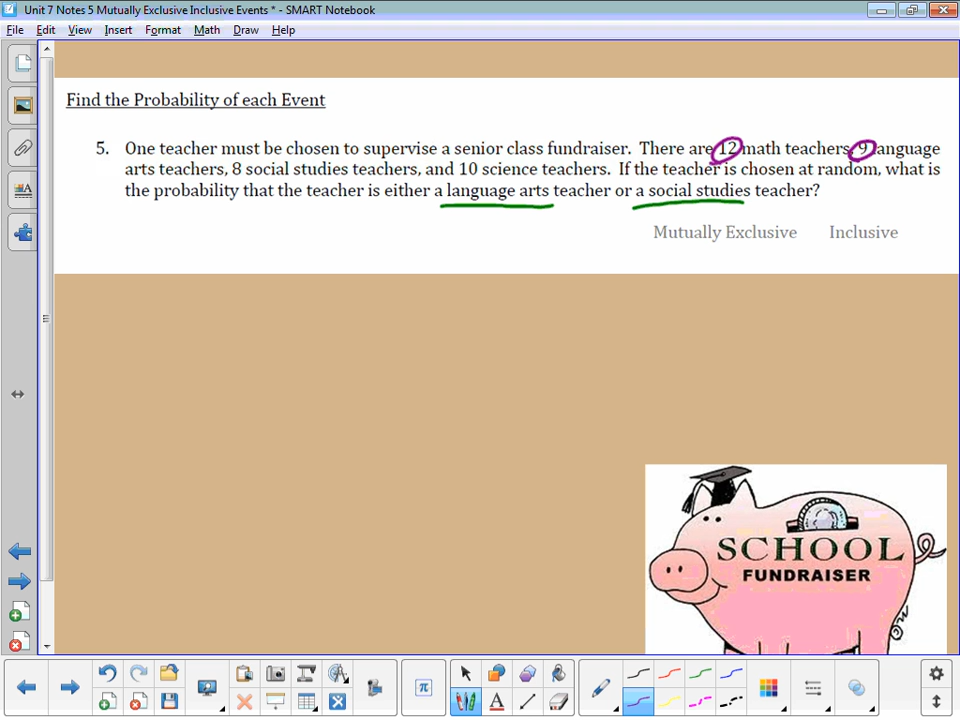 Unit 7 Notes 5 Mutually Exclusive Inclusive Events * - SMART Notebook
File Edit View Insert Format Math Draw Help
Find the Probability of each Event
5. One teacher must be chosen to supervise a senior class fundraiser. There are 12 math teachers, 9 language
arts teachers, 8 social studies teachers, and 10 science teachers. If the teacher is chosen at random, what is
the probability that the teacher is either a language arts teacher or a social studies teacher?
Mutually Exclusive Inclusive
SCHOOL
FUNDRAISER